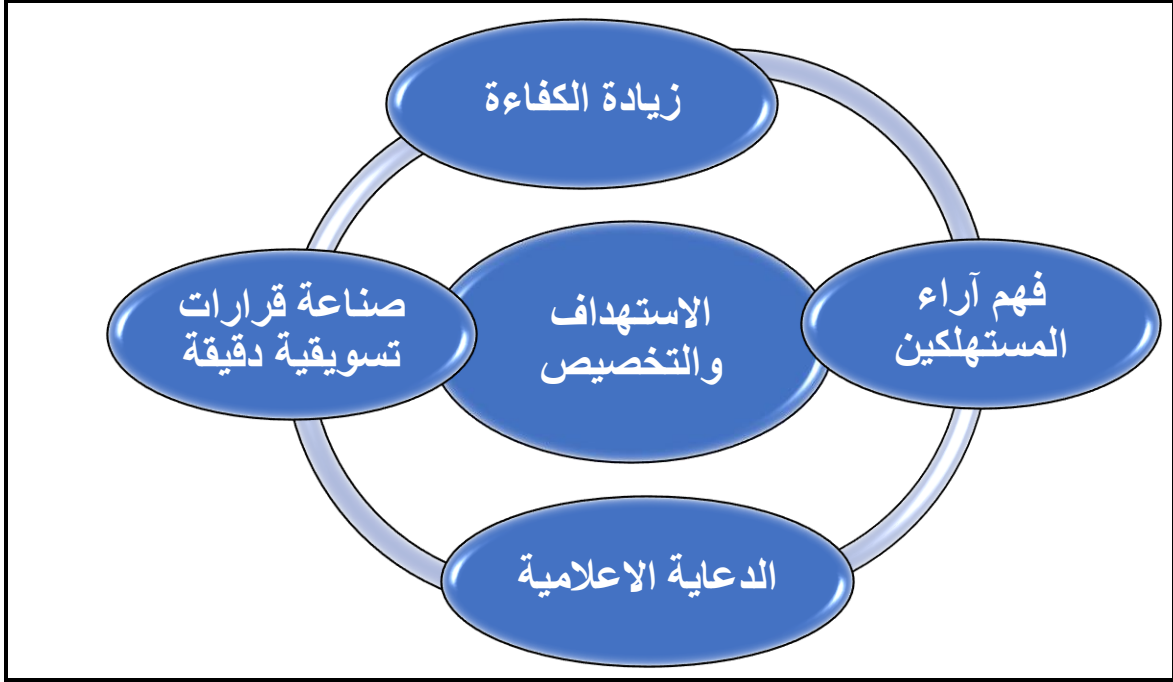 زيادة الكفاءة
فهم آراء
المستهلكين
الاستهداف
والتخصيص
صناعة قرارات
تسويقية دقيقة
الدعاية الاعلامية